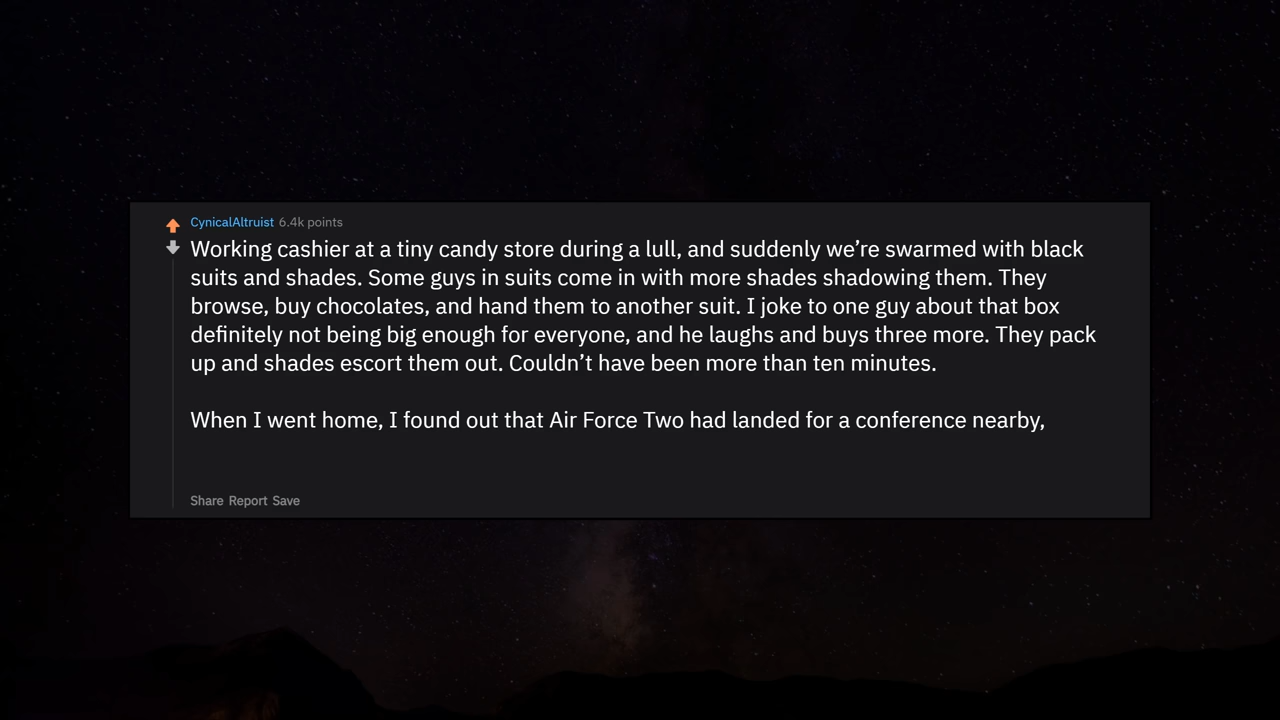 CynicalAltruist 6.4k points
Working cashier at a tiny candy store during a lull, and suddenly we’re swarmed with black
suits and shades. Some guys in suits come in with more shades shadowing them. They
browse, buy chocolates, and hand them to another suit. I joke to one guy about that box
definitely not being big enough for everyone, and he laughs and buys three more. They pack
up and shades escort them out. Couldn’t have been more than ten minutes.
When I went home, I found out that Air Force Two had landed for a conference nearby,
Share Report Save